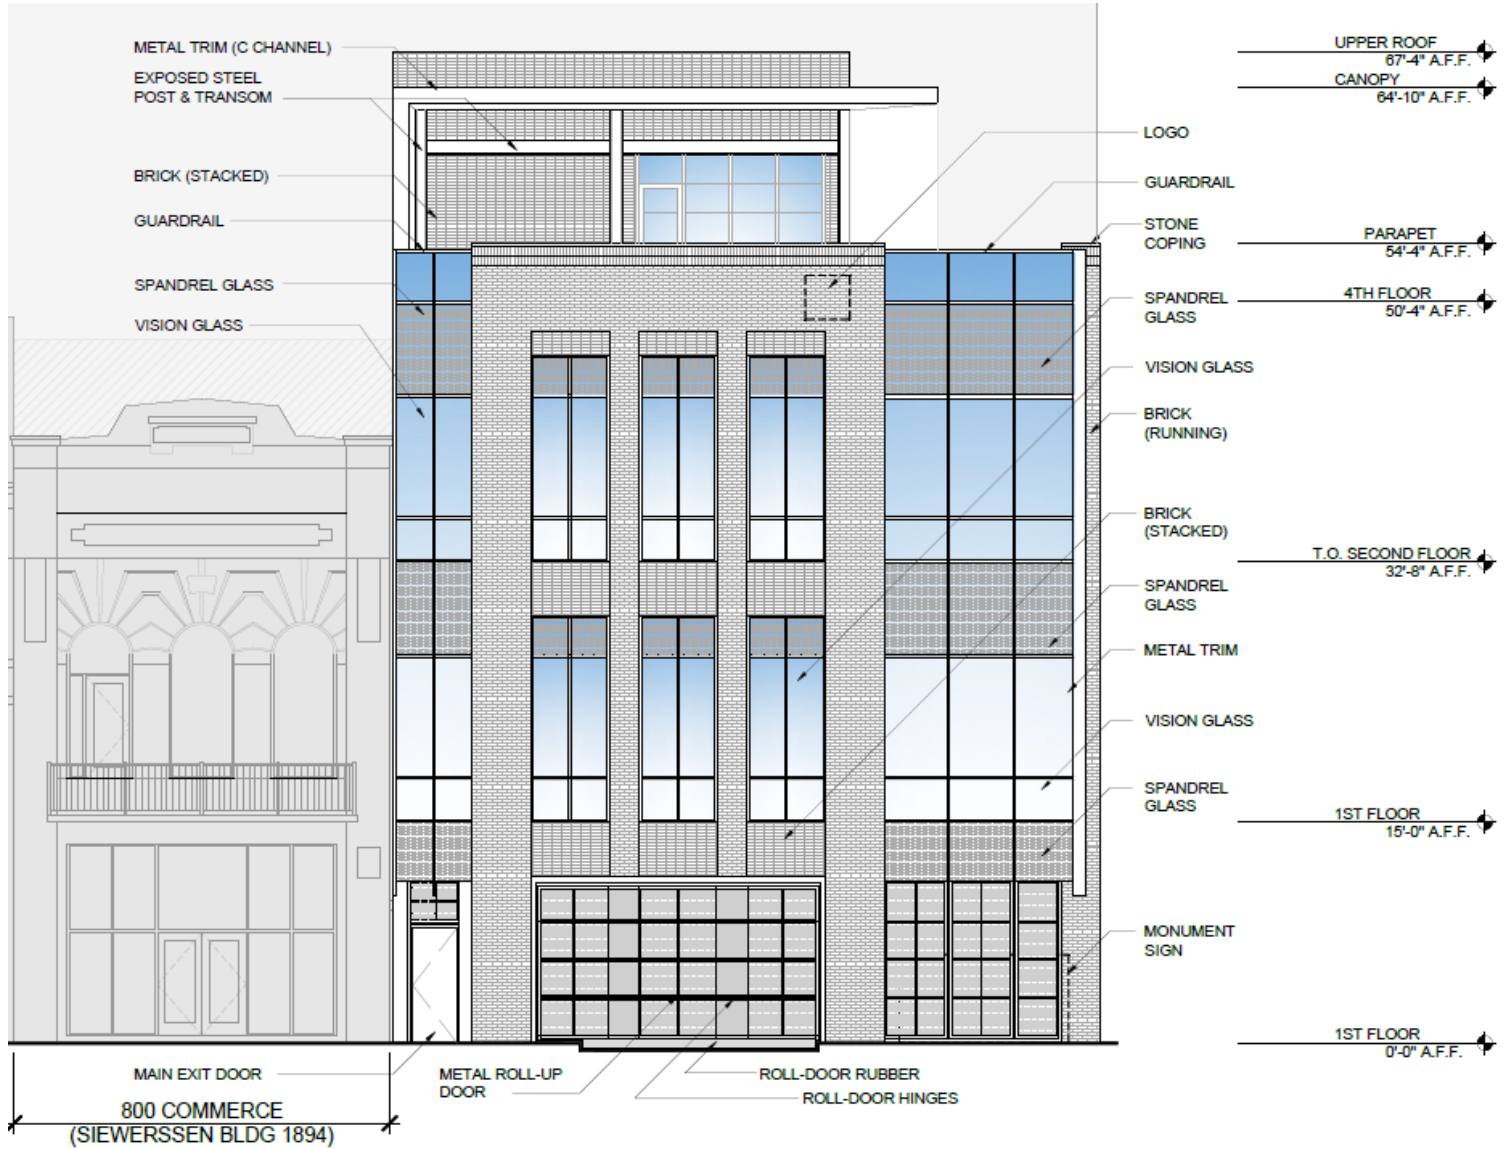 METAL TRIM (C CHANNEL)
EXPOSED STEEL
POST & TRANSOM
BRICK (STACKED)
GUARDRAIL
SPANDREL GLASS
VISION GLASS
UPPER ROOF
67'-4" A.F.F.
CANOPY
64'-10" A.F.F.
LOGO
GUARDRAIL
STONE
COPING
PARAPET
54'-4" A.F.F.
SPANDREL
GLASS
4TH FLOOR
50'-4" A.F.F.
VISION GLASS
BRICK
(RUNNING)
BRICK
(STACKED)
T.O. SECOND FLOOR
32'-8" A.F.F.
SPANDREL
GLASS
METAL TRIM
VISION GLASS
SPANDREL
GLASS
1ST FLOOR
15'-0" A.F.F.
MONUMENT
SIGN
1ST FLOOR
0'-0" A.F.F.
MAIN EXIT DOOR
METAL ROLL-UP
DOOR
ROLL-DOOR RUBBER
ROLL-DOOR HINGES
800 COMMERCE
(SIEWERSSEN BLDG 1894)